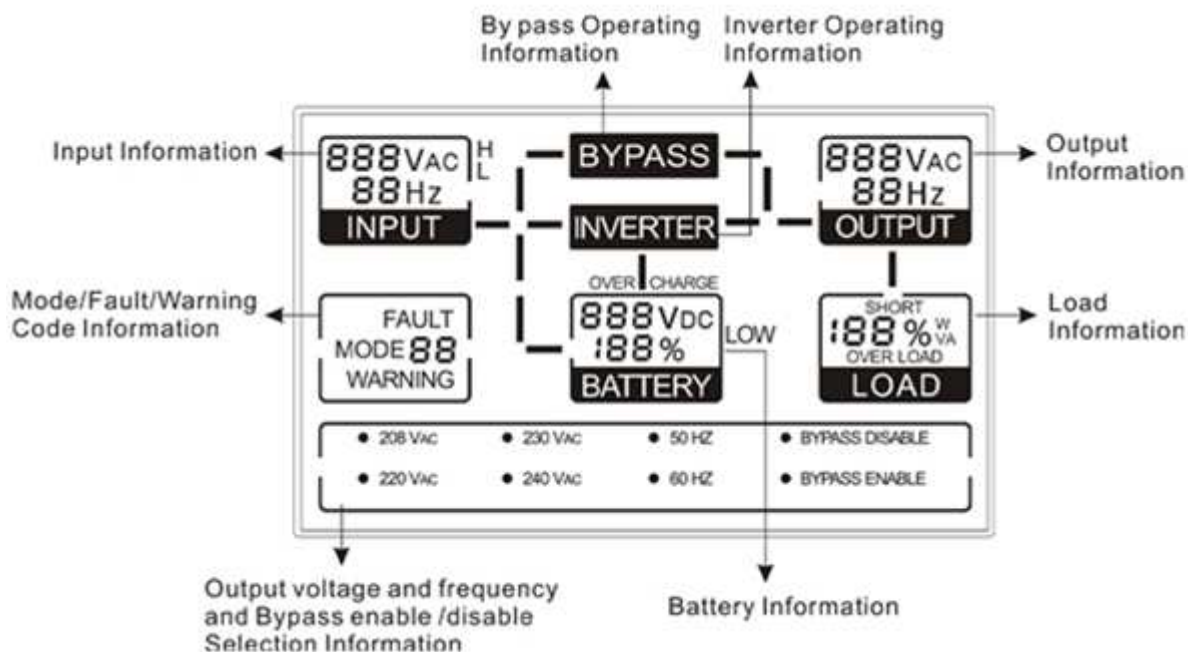 By pass Operating
Information
Inverter Operating
Information
Input Information
888VAC
88Hz
INPUT
H
L
BYPASS
INVERTER
888VAC
88Hz
OUTPUT
Output
Information
Mode/Fault/Warning
Code Information
FAULT
MODE 88
WARNING
OVER CHARGE
888VDC
188%
BATTERY
LOW
SHORT
188% W
VA
OVER LOAD
LOAD
Load
Information
208 VAC 230 VAC 50 HZ BYPASS DISABLE
220 VAC 240 VAC 60 HZ BYPASS ENABLE
Output voltage and frequency
and Bypass enable /disable
Selection Information
Battery Information